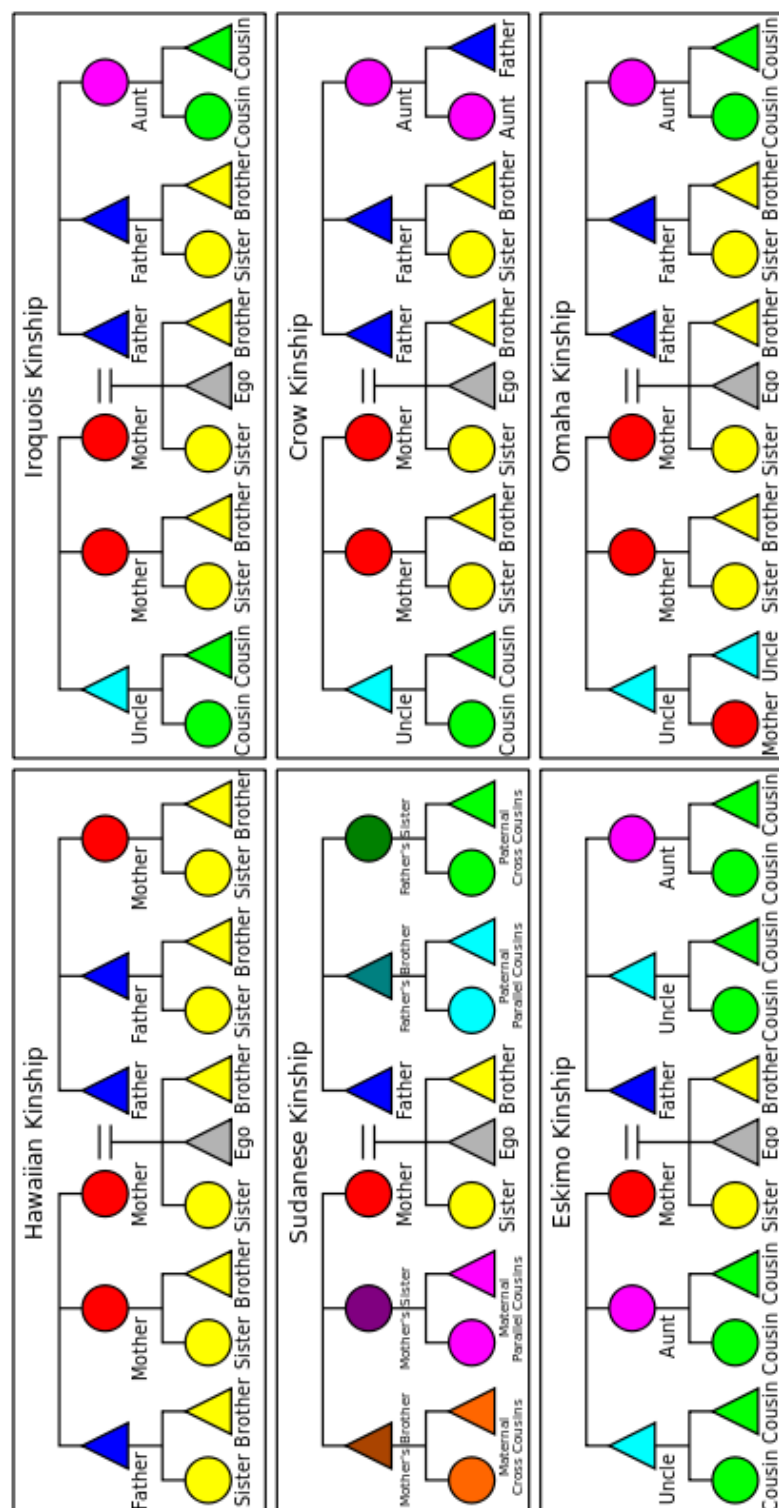 Hawaiian Kinship
Father Mother Mother Father Father Mother
Sister Brother Sister Brother Sister Ego Brother Sister Brother Sister Brother
Iroquois Kinship
Uncle Mother Mother Father Father Aunt
Cousin Cousin Sister Brother Sister Ego Brother Sister Brother Cousin Cousin
Sudanese Kinship
Mother's Brother Mother's Sister Mother Father Father's Brother Father's Sister
Maternal Cross Cousins Maternal Parallel Cousins Sister Ego Brother Paternal Parallel Cousins Paternal Cross Cousins
Crow Kinship
Uncle Mother Mother Father Father Aunt
Cousin Cousin Sister Brother Sister Ego Brother Sister Brother Aunt Father
Eskimo Kinship
Uncle Aunt Mother Father Uncle Aunt
Cousin Cousin Cousin Cousin Sister Ego Brother Cousin Cousin Cousin Cousin
Omaha Kinship
Uncle Mother Mother Father Father Aunt
Mother Uncle Sister Brother Sister Ego Brother Sister Brother Cousin Cousin